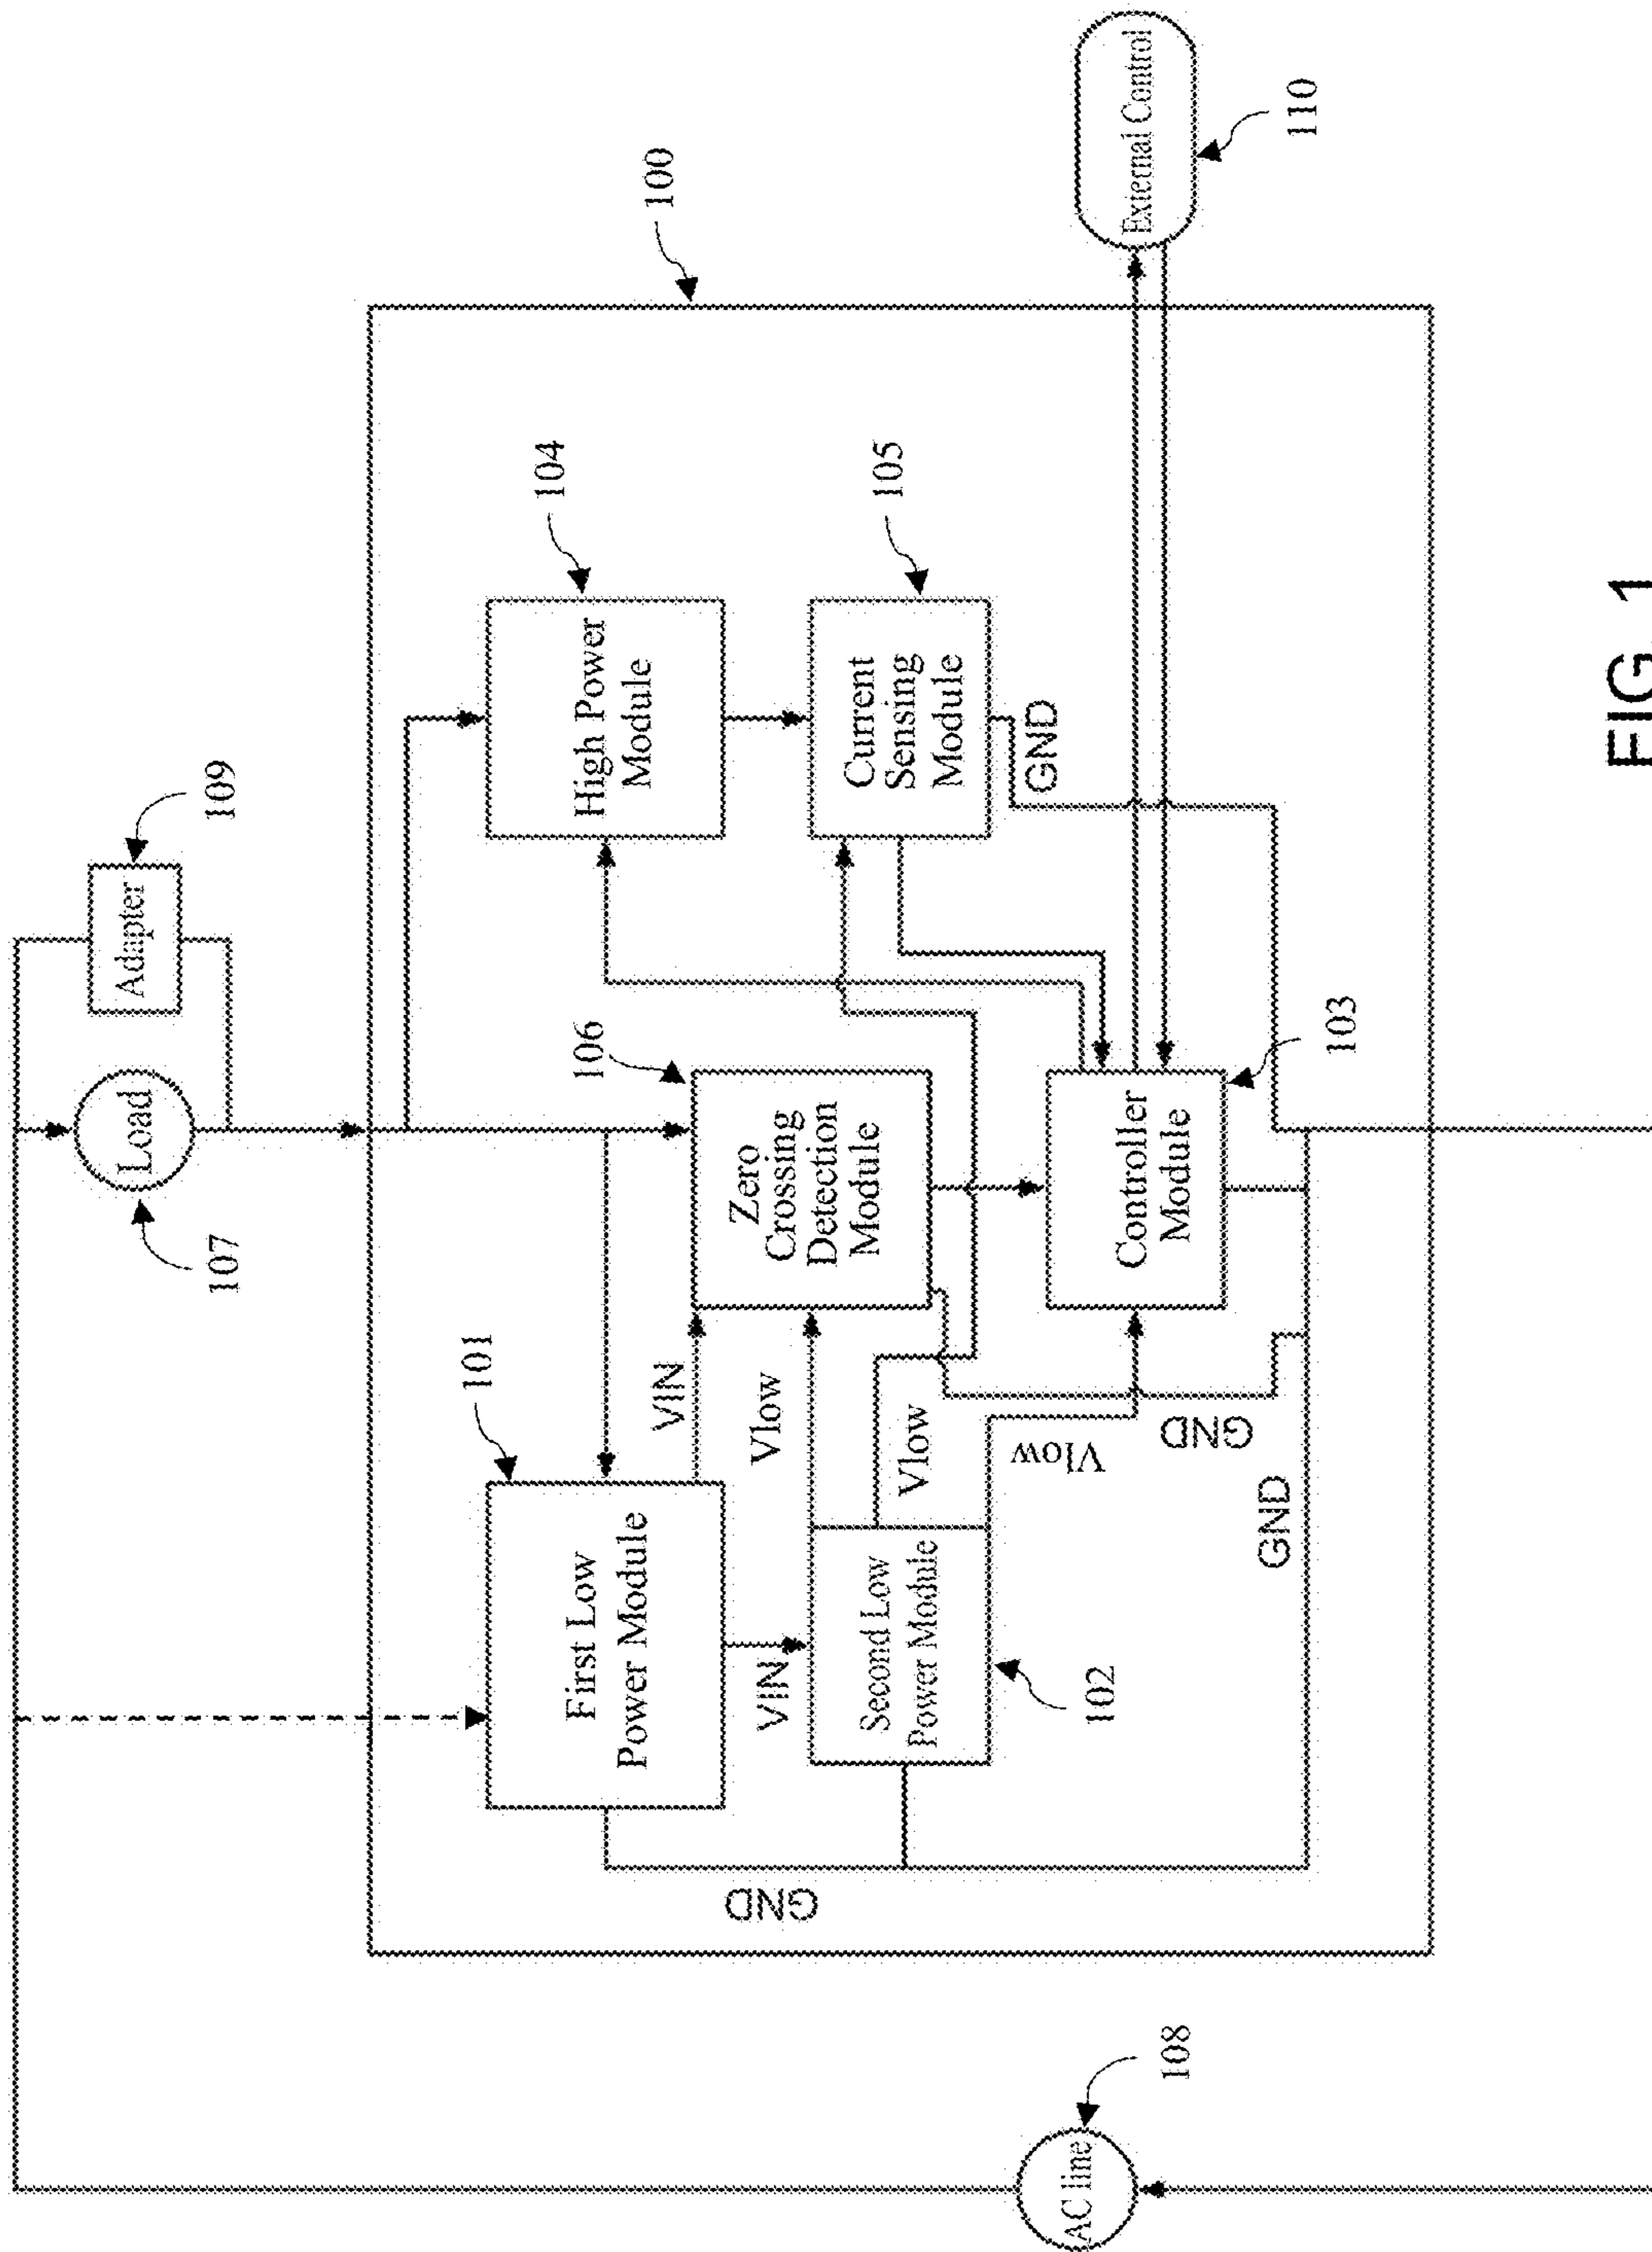 109
Adapter
Load
107
100
104
High Power
Module
101
First Low
Power Module
VIN
106
Zero
Crossing
Detection
Module
105
Current
Sensing
Module
GND
VIN
Vlow
Second Low
Power Module
102
Vlow
Vlow
GND
GND
GND
Controller
Module
103
External Control
110
AC line
108
FIG. 1